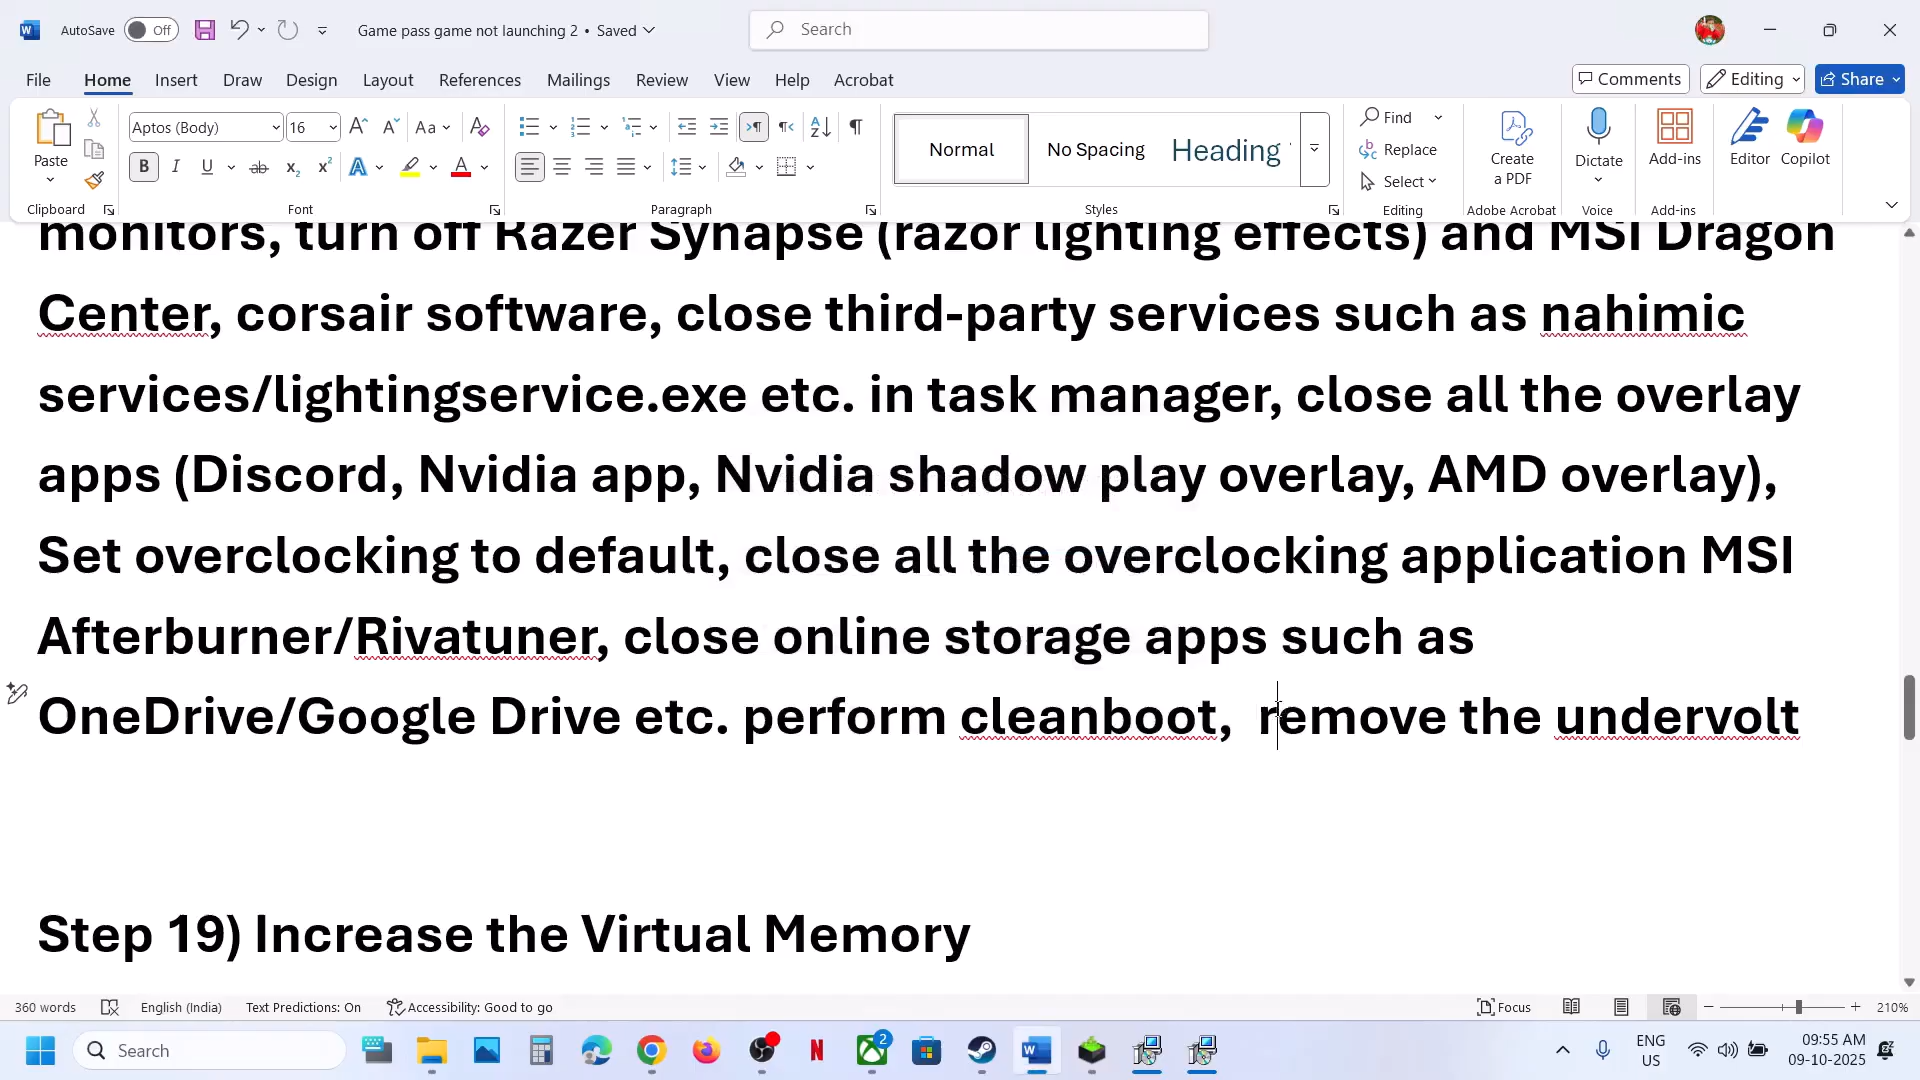 AutoSave Off Game pass game not launching 2 • Saved Search
File Home Insert Draw Design Layout References Mailings Review View Help Acrobat Comments Editing Share
Paste Aptos (Body) 16 Aa Normal No Spacing Heading Find Replace Select Create a PDF Dictate Add-ins Editor Copilot
Clipboard Font Paragraph Styles Editing Adobe Acrobat Voice Add-ins
monitors, turn off Razer Synapse (razor lighting effects) and MSI Dragon
Center, corsair software, close third-party services such as nahimic
services/lightingservice.exe etc. in task manager, close all the overlay
apps (Discord, Nvidia app, Nvidia shadow play overlay, AMD overlay),
Set overclocking to default, close all the overclocking application MSI
Afterburner/Rivatuner, close online storage apps such as
OneDrive/Google Drive etc. perform cleanboot,  remove the undervolt
Step 19) Increase the Virtual Memory
360 words English (India) Text Predictions: On Accessibility: Good to go Focus 210%
Search 2 ENG US 09:55 AM 09-10-2025